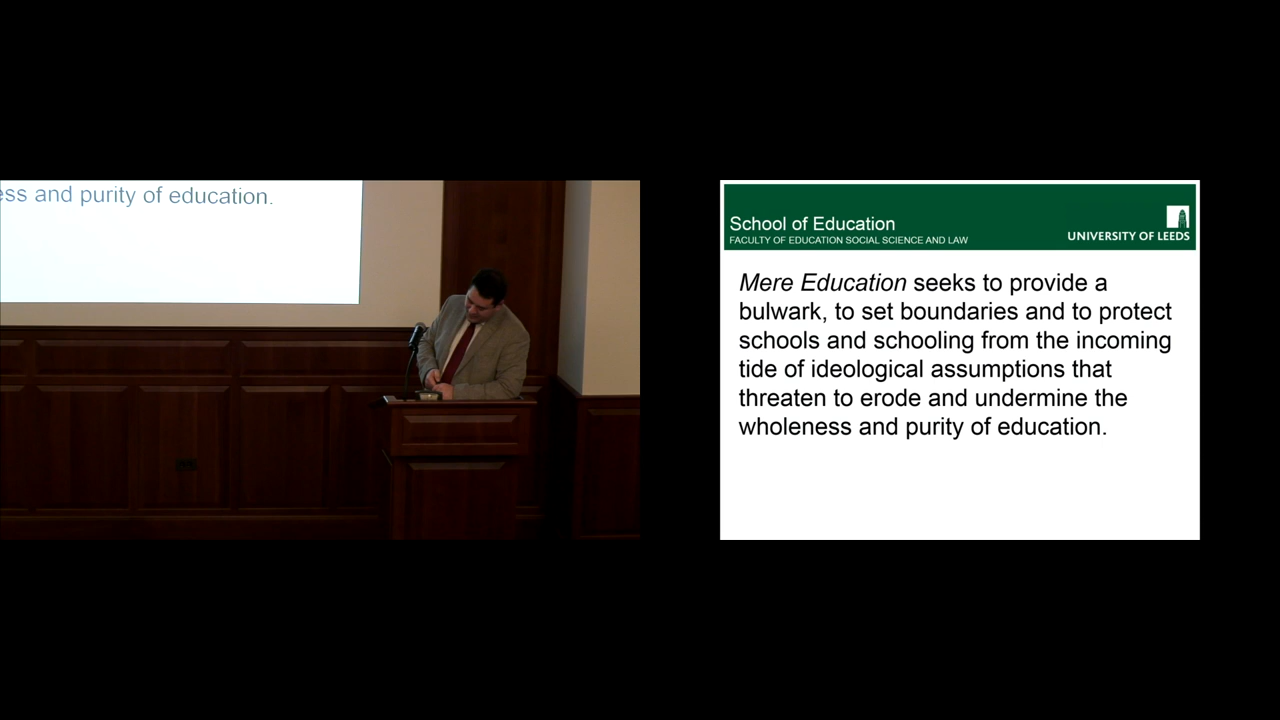 ess and purity of education.
School of Education
FACULTY OF EDUCATION SOCIAL SCIENCE AND LAW
UNIVERSITY OF LEEDS
Mere Education seeks to provide a
bulwark, to set boundaries and to protect
schools and schooling from the incoming
tide of ideological assumptions that
threaten to erode and undermine the
wholeness and purity of education.